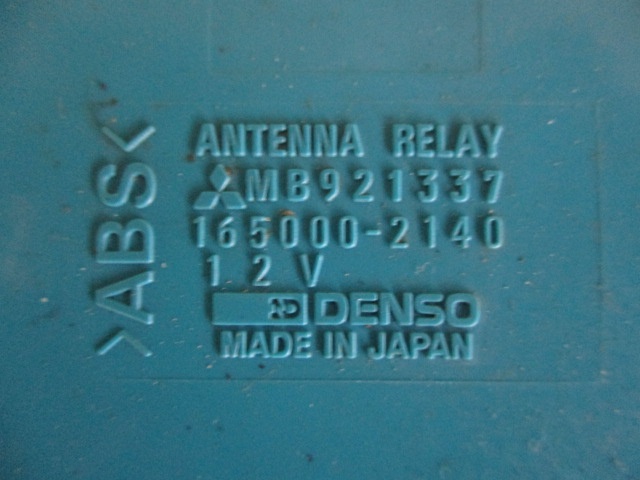 >ABS<
ANTENNA RELAY
MB921337
165000-2140
12V
DENSO
MADE IN JAPAN